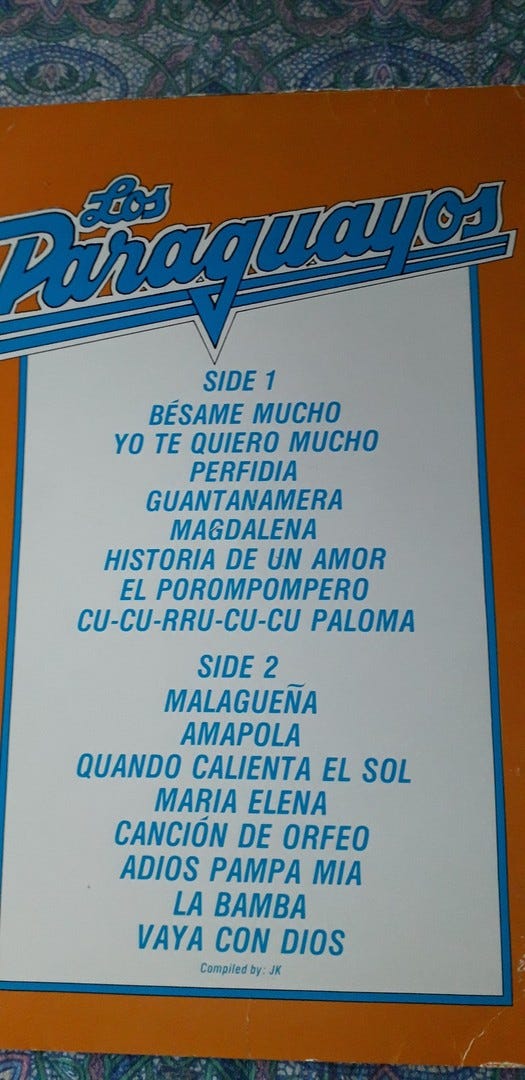 Los
Paraguayos
SIDE 1
BÉSAME MUCHO
YO TE QUIERO MUCHO
PERFIDIA
GUANTANAMERA
MAGDALENA
HISTORIA DE UN AMOR
EL POROMPOMPERO
CU-CU-RRU-CU-CU PALOMA
SIDE 2
MALAGUEÑA
AMAPOLA
QUANDO CALIENTA EL SOL
MARIA ELENA
CANCIÓN DE ORFEO
ADIOS PAMPA MIA
LA BAMBA
VAYA CON DIOS
Compiled by: JK